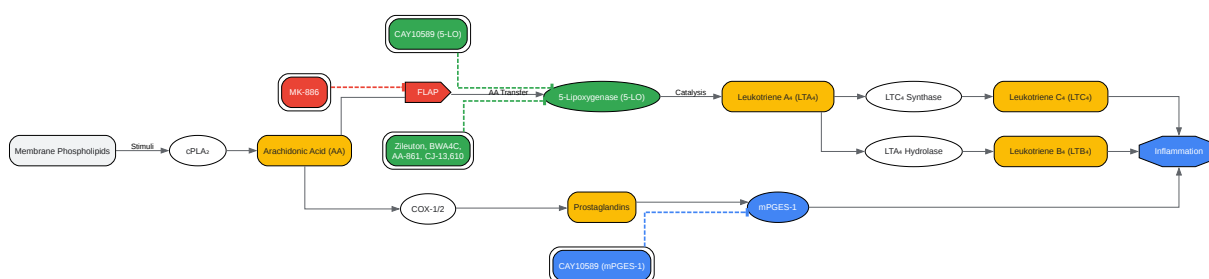 CAY10589 (5-LO)
MK-886
FLAP
AA Transfer
5-Lipoxygenase (5-LO)
Catalysis
Leukotriene A₄ (LTA₄)
LTC₄ Synthase
Leukotriene C₄ (LTC₄)
Membrane Phospholipids
Stimuli
cPLA₂
Arachidonic Acid (AA)
Zileuton, BWA4C,
AA-861, CJ-13,610
LTA₄ Hydrolase
Leukotriene B₄ (LTB₄)
Inflammation
COX-1/2
Prostaglandins
mPGES-1
CAY10589 (mPGES-1)